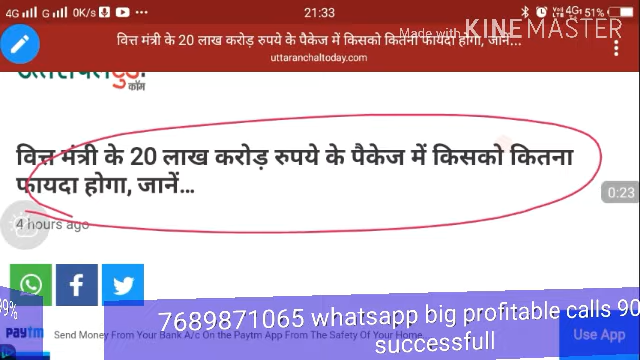 4G 0K/s 21:33 4G 51%
Made with KINEMASTER
वित्त मंत्री के 20 लाख करोड़ रुपये के पैकेज में किसको कितना फायदा होगा, जानें...
uttaranchaltoday.com
कॉम
वित्त मंत्री के 20 लाख करोड़ रुपये के पैकेज में किसको कितना
फायदा होगा, जानें...
0:23
4 hours ago
99%
7689871065 whatsapp big profitable calls 90
successfull
paytm Send Money From Your Bank A/c On the Paytm App From The Safety Of Your Home Use App